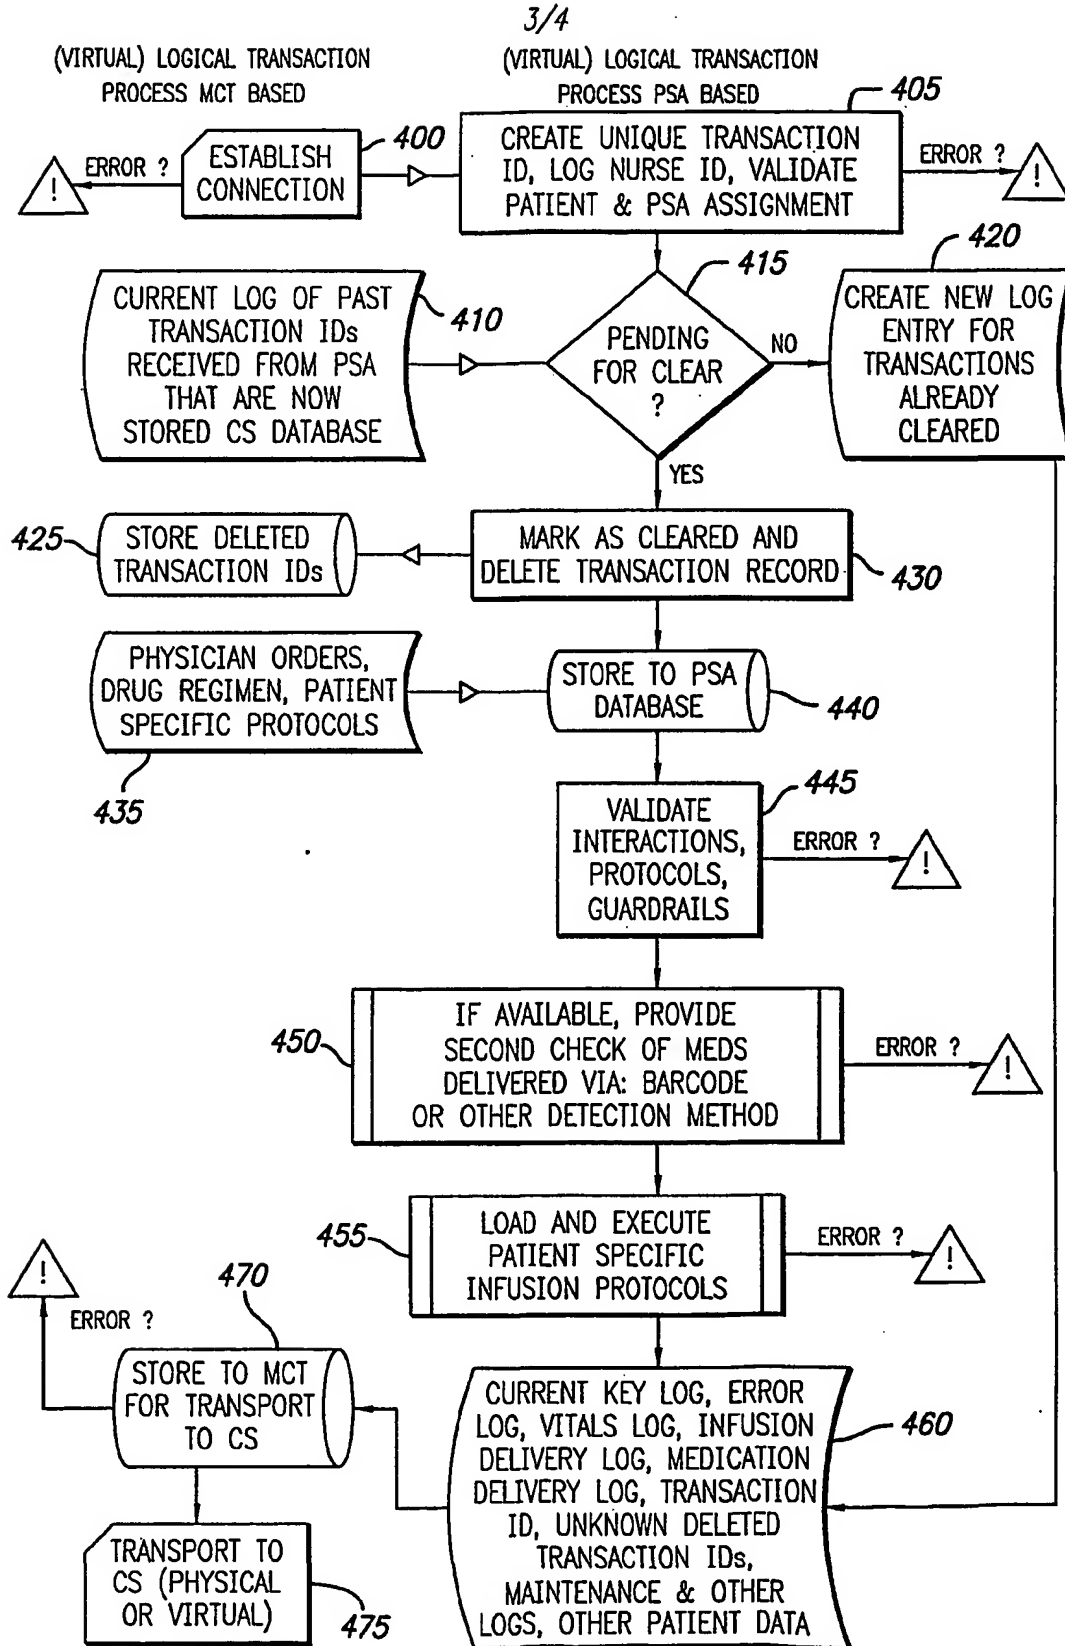 3/4
(VIRTUAL) LOGICAL TRANSACTION
PROCESS MCT BASED
(VIRTUAL) LOGICAL TRANSACTION
PROCESS PSA BASED
400
ESTABLISH
CONNECTION
ERROR ?
!
405
CREATE UNIQUE TRANSACTION
ID, LOG NURSE ID, VALIDATE
PATIENT & PSA ASSIGNMENT
ERROR ?
!
410
CURRENT LOG OF PAST
TRANSACTION IDs
RECEIVED FROM PSA
THAT ARE NOW
STORED CS DATABASE
415
PENDING
FOR CLEAR
?
NO
YES
420
CREATE NEW LOG
ENTRY FOR
TRANSACTIONS
ALREADY
CLEARED
425
STORE DELETED
TRANSACTION IDs
MARK AS CLEARED AND
DELETE TRANSACTION RECORD
430
PHYSICIAN ORDERS,
DRUG REGIMEN, PATIENT
SPECIFIC PROTOCOLS
435
STORE TO PSA
DATABASE
440
445
VALIDATE
INTERACTIONS,
PROTOCOLS,
GUARDRAILS
ERROR ?
!
450
IF AVAILABLE, PROVIDE
SECOND CHECK OF MEDS
DELIVERED VIA: BARCODE
OR OTHER DETECTION METHOD
ERROR ?
!
455
LOAD AND EXECUTE
PATIENT SPECIFIC
INFUSION PROTOCOLS
ERROR ?
!
!
ERROR ?
470
STORE TO MCT
FOR TRANSPORT
TO CS
CURRENT KEY LOG, ERROR
LOG, VITALS LOG, INFUSION
DELIVERY LOG, MEDICATION
DELIVERY LOG, TRANSACTION
ID, UNKNOWN DELETED
TRANSACTION IDs,
MAINTENANCE & OTHER
LOGS, OTHER PATIENT DATA
460
TRANSPORT TO
CS (PHYSICAL
OR VIRTUAL)
475